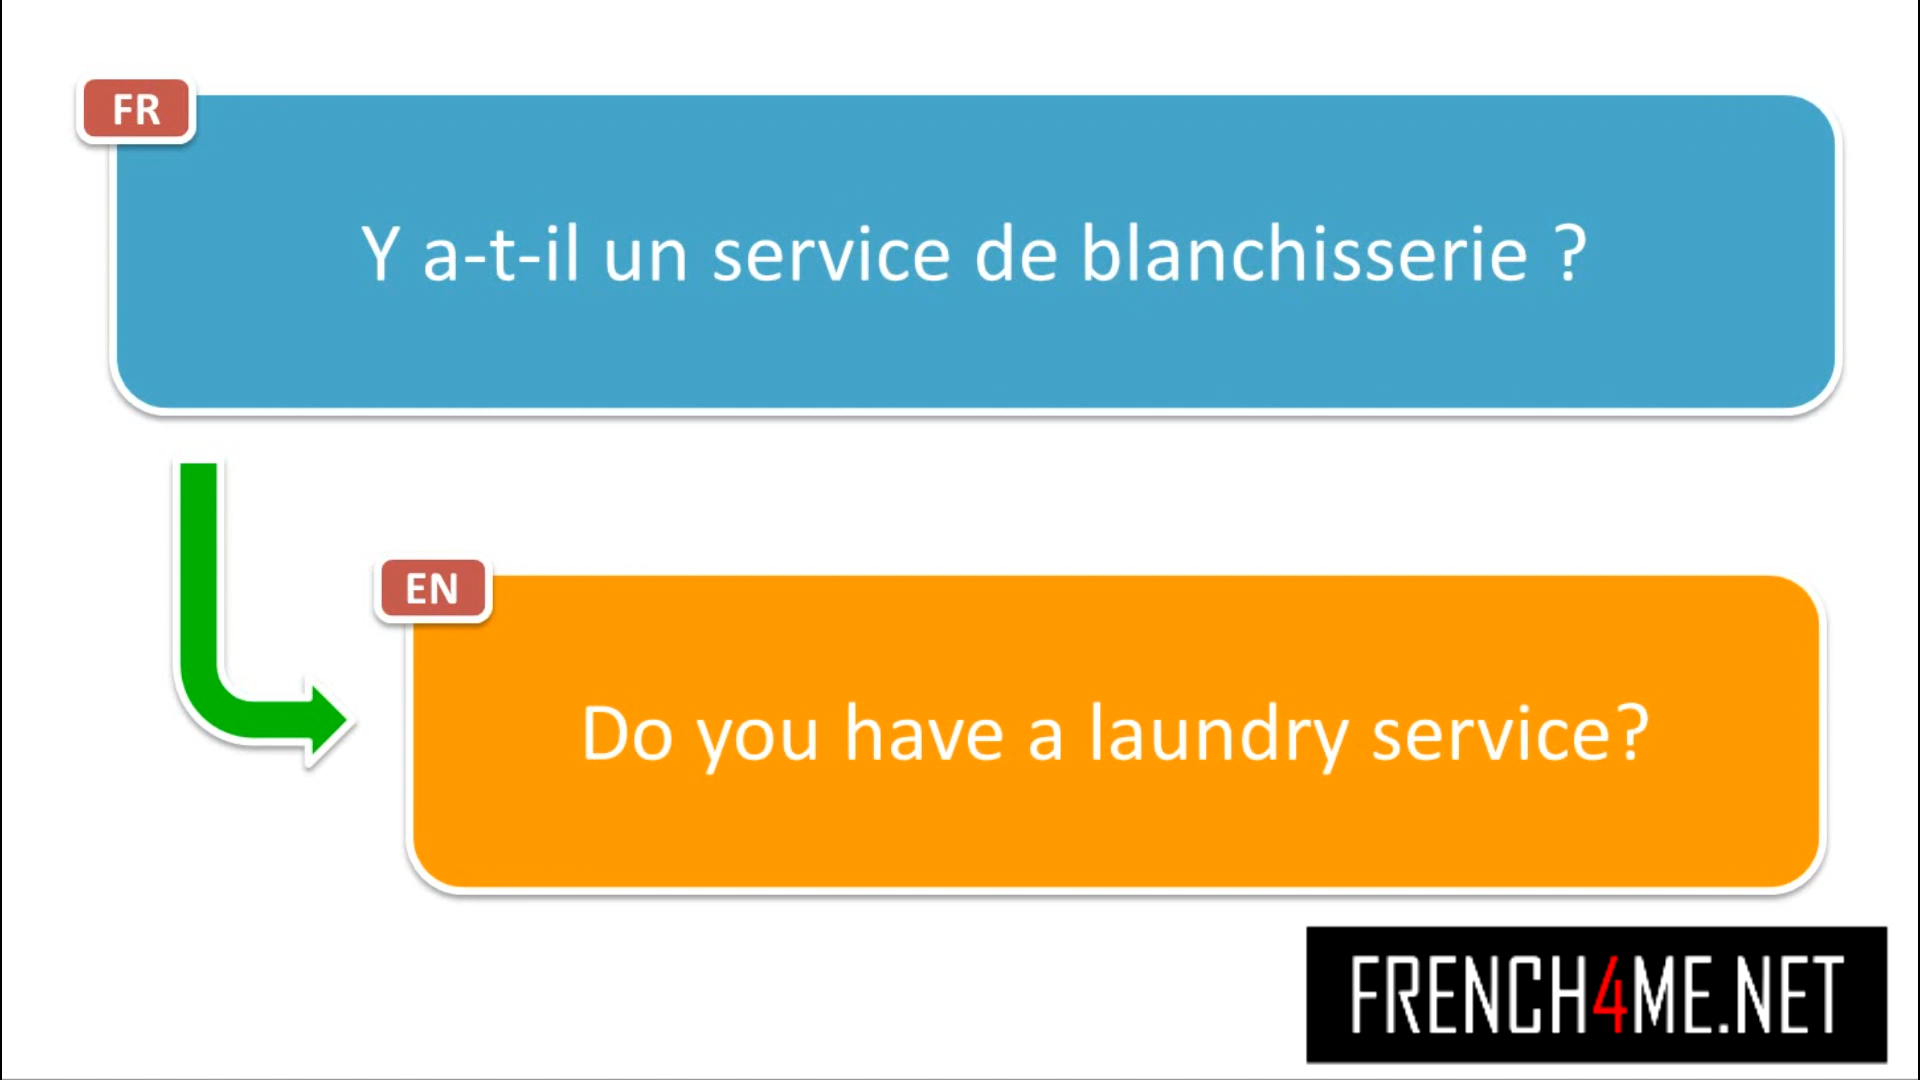 FR
Y a-t-il un service de blanchisserie ?
EN
Do you have a laundry service?
FRENCH4ME.NET